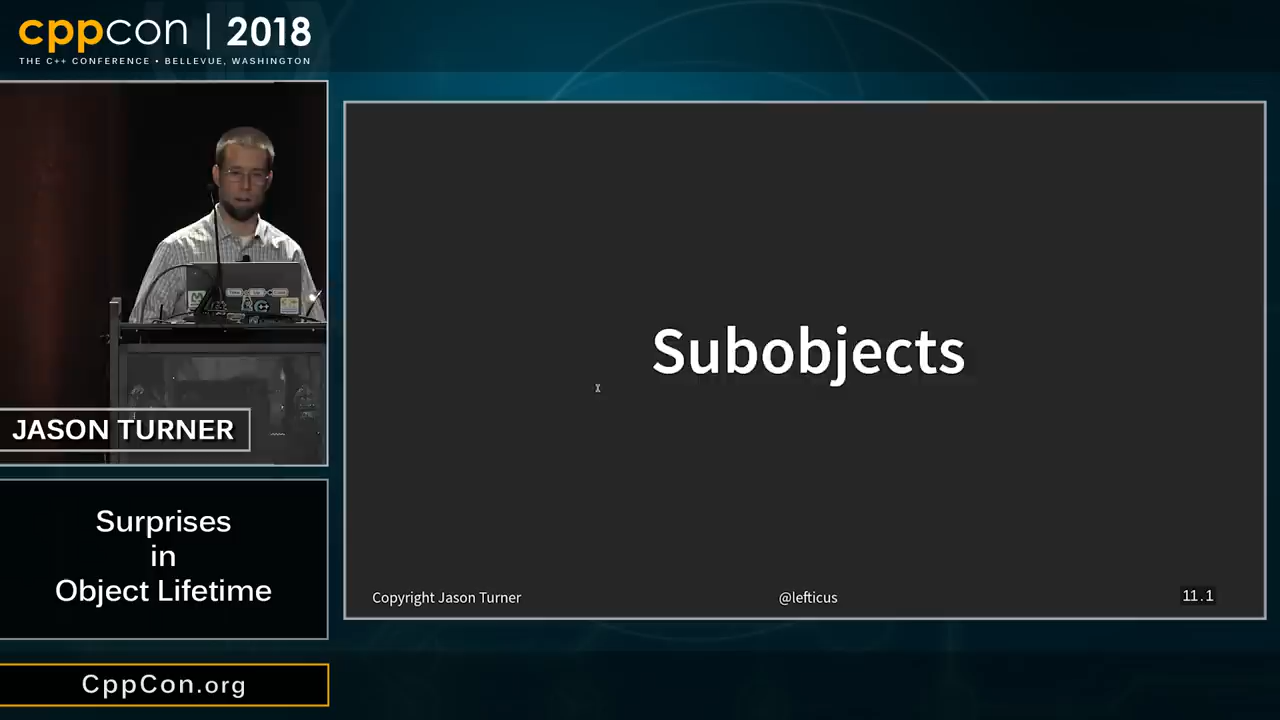 cppcon | 2018
THE C++ CONFERENCE • BELLEVUE, WASHINGTON
JASON TURNER
Surprises
in
Object Lifetime
CppCon.org
Subobjects
Copyright Jason Turner
@lefticus
11.1